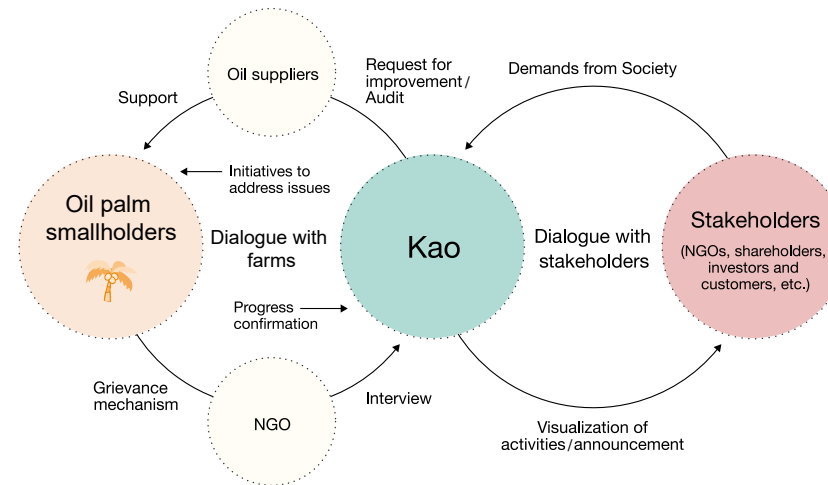 Oil suppliers
Request for
improvement/
Audit
Demands from Society
Support
Initiatives to
address issues
Oil palm
smallholders
Dialogue with
farms
Kao
Dialogue with
stakeholders
Stakeholders
(NGOs, shareholders,
investors and
customers, etc.)
Progress
confirmation
Grievance
mechanism
NGO
Interview
Visualization of
activities/announcement